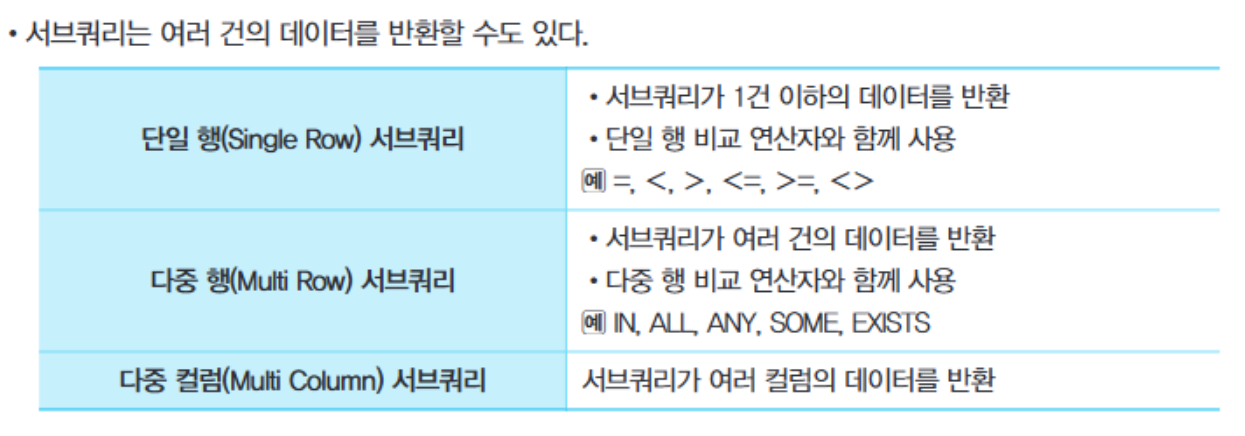 • 서브쿼리는 여러 건의 데이터를 반환할 수도 있다.
단일 행(Single Row) 서브쿼리
• 서브쿼리가 1건 이하의 데이터를 반환
• 단일 행 비교 연산자와 함께 사용
예 =, <, >, <=, >=, <>
다중 행(Multi Row) 서브쿼리
• 서브쿼리가 여러 건의 데이터를 반환
• 다중 행 비교 연산자와 함께 사용
예 IN, ALL, ANY, SOME, EXISTS
다중 컬럼(Multi Column) 서브쿼리
서브쿼리가 여러 컬럼의 데이터를 반환